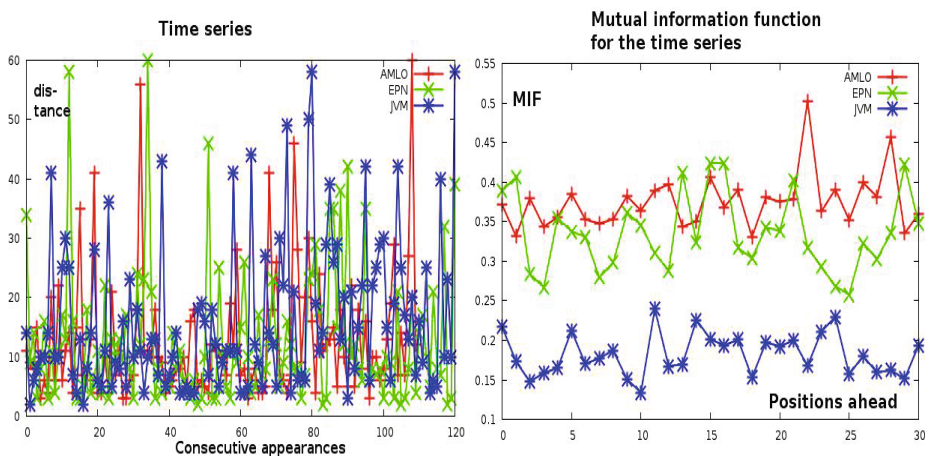 Time series
60
50
40
30
20
10
0
dis-
tance
AMLO
EPN
JVM
0 20 40 60 80 100 120
Consecutive appearances
Mutual information function
for the time series
0.55
0.5
0.45
0.4
0.35
0.3
0.25
0.2
0.15
0.1
MIF
AMLO
EPN
JVM
Positions ahead
0 5 10 15 20 25 30